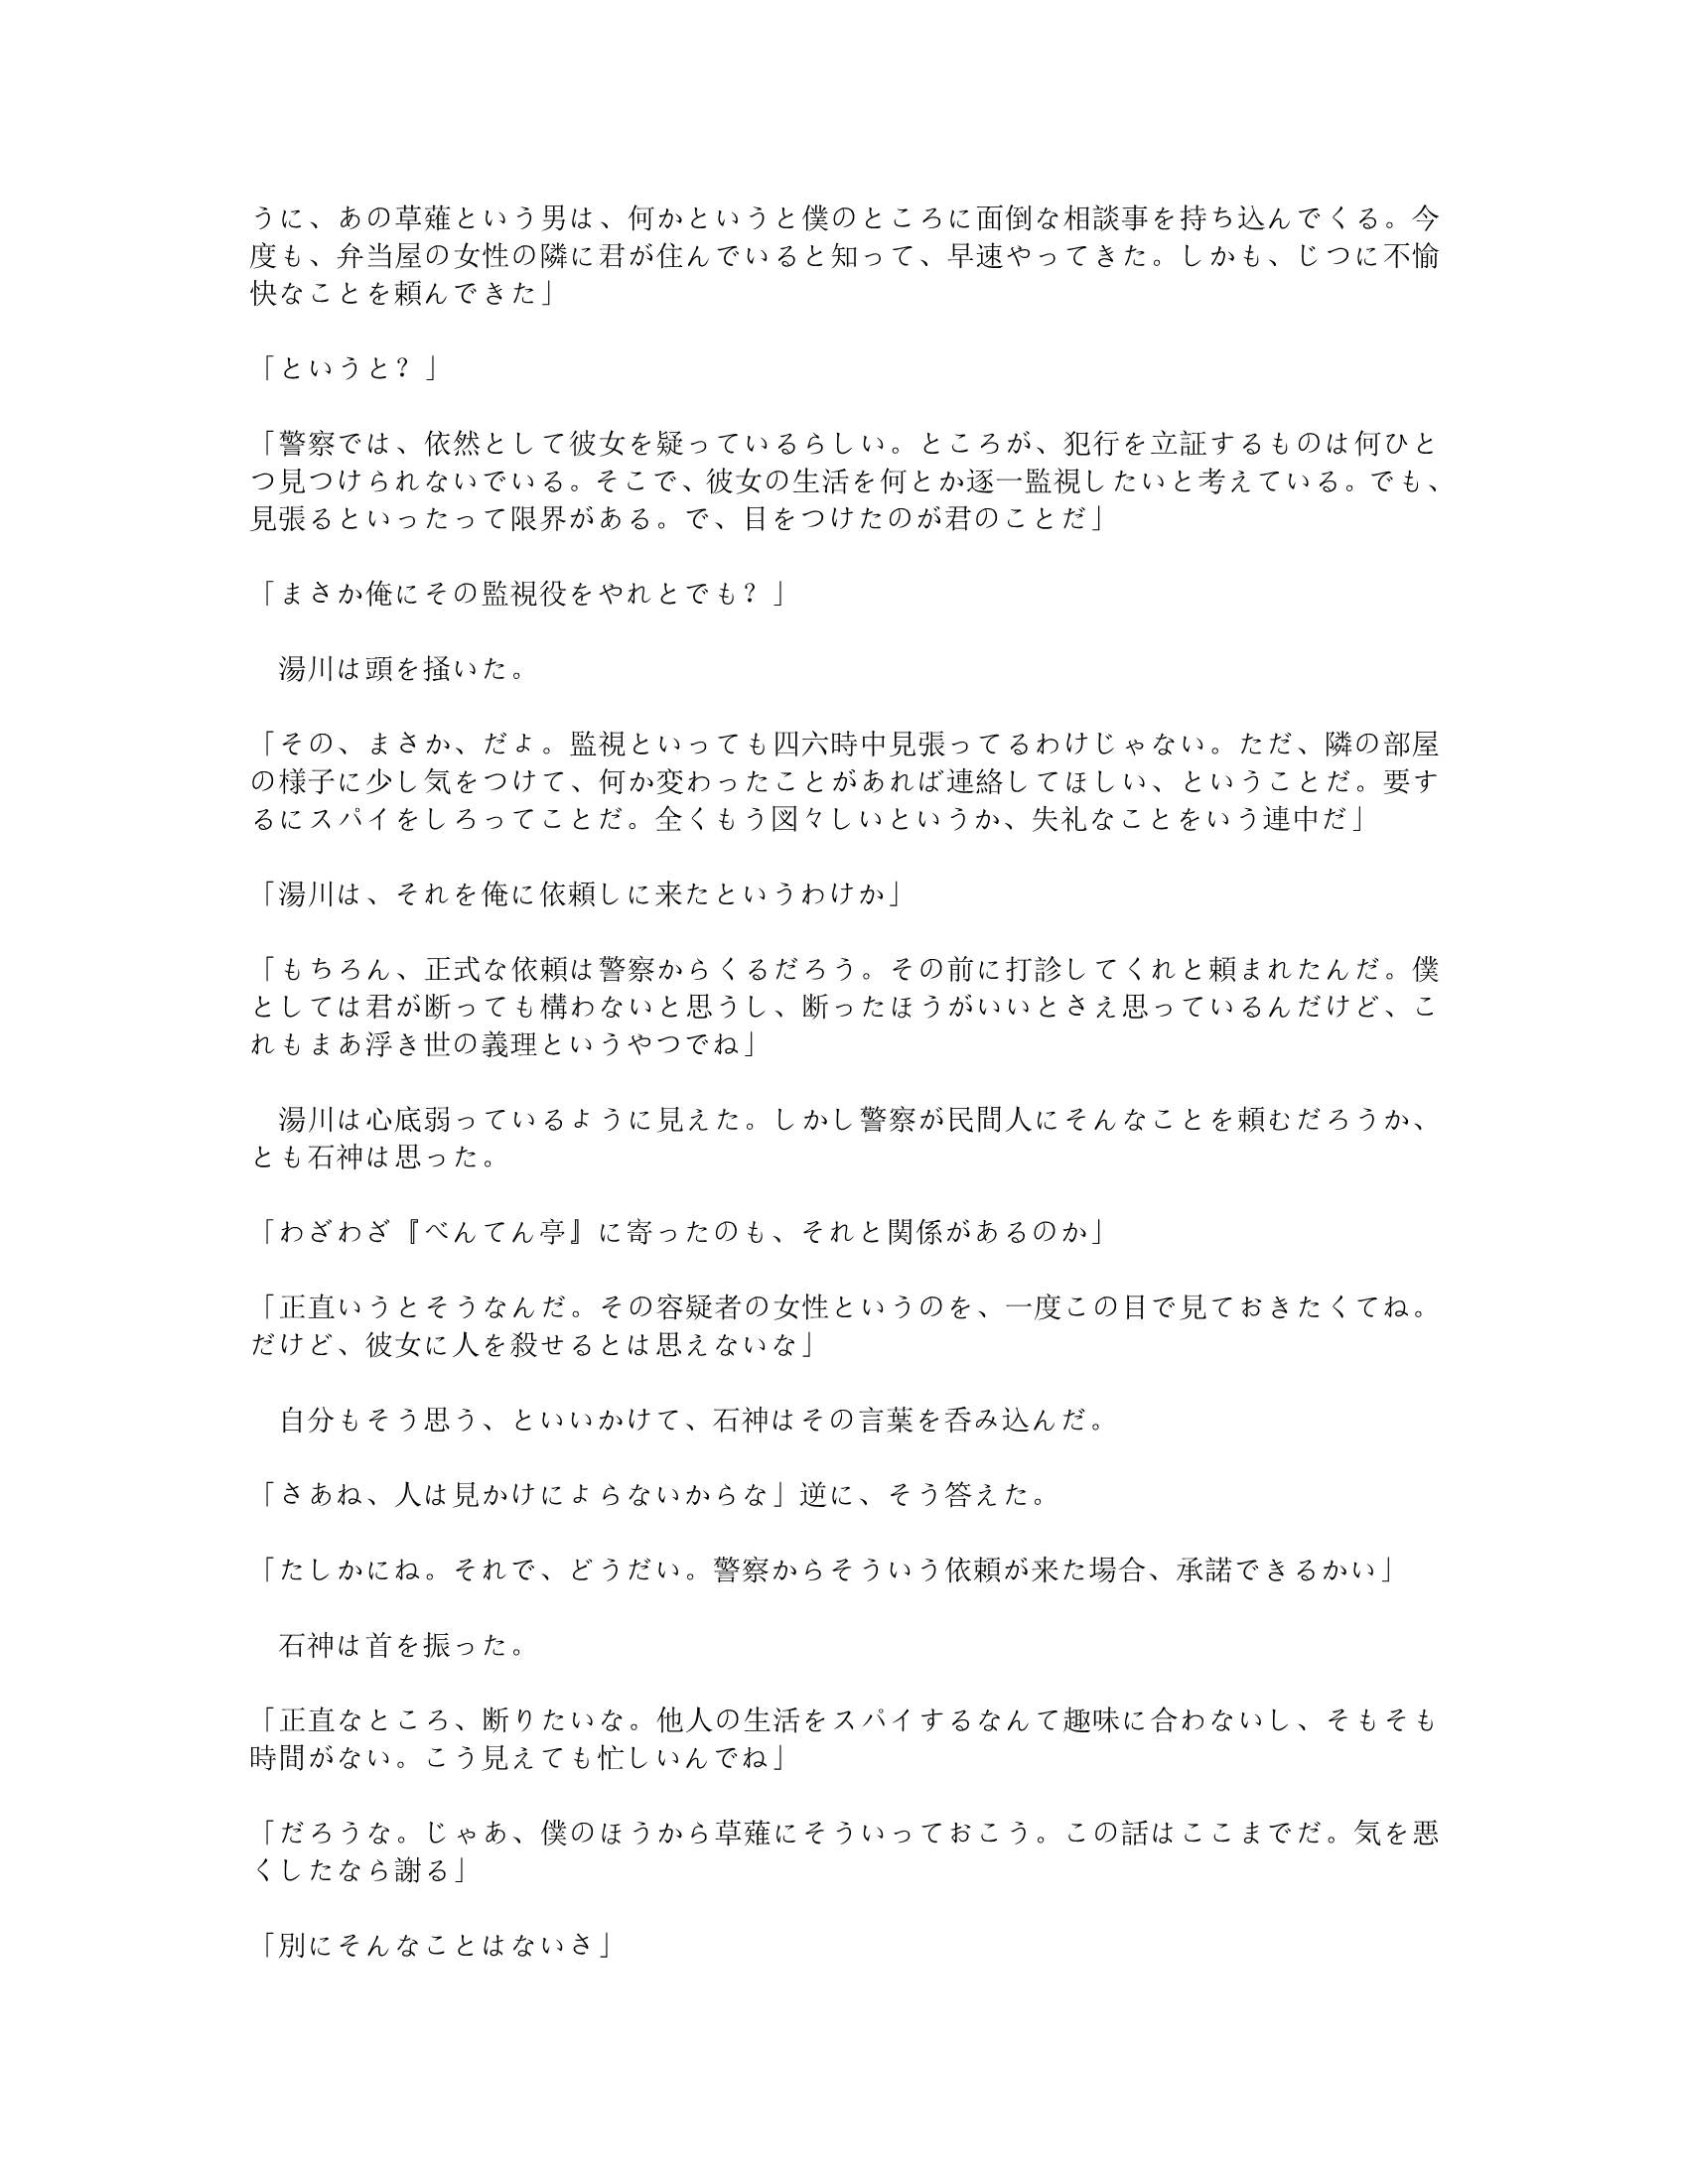 うに、あの草薙という男は、何かというと僕のところに面倒な相談事を持ち込んでくる。今
度も、弁当屋の女性の隣に君が住んでいると知って、早速やってきた。しかも、じつに不愉
快なことを頼んできた」
「というと？」
「警察では、依然として彼女を疑っているらしい。ところが、犯行を立証するものは何ひと
つ見つけられないでいる。そこで、彼女の生活を何とか逐一監視したいと考えている。でも、
見張るといったって限界がある。で、目をつけたのが君のことだ」
「まさか俺にその監視役をやれとでも？」
　湯川は頭を掻いた。
「その、まさか、だよ。監視といっても四六時中見張ってるわけじゃない。ただ、隣の部屋
の様子に少し気をつけて、何か変わったことがあれば連絡してほしい、ということだ。要す
るにスパイをしろってことだ。全くもう図々しいというか、失礼なことをいう連中だ」
「湯川は、それを俺に依頼しに来たというわけか」
「もちろん、正式な依頼は警察からくるだろう。その前に打診してくれと頼まれたんだ。僕
としては君が断っても構わないと思うし、断ったほうがいいとさえ思っているんだけど、こ
れもまあ浮き世の義理というやつでね」
　湯川は心底弱っているように見えた。しかし警察が民間人にそんなことを頼むだろうか、
とも石神は思った。
「わざわざ『べんてん亭』に寄ったのも、それと関係があるのか」
「正直いうとそうなんだ。その容疑者の女性というのを、一度この目で見ておきたくてね。
だけど、彼女に人を殺せるとは思えないな」
　自分もそう思う、といいかけて、石神はその言葉を呑み込んだ。
「さあね、人は見かけによらないからな」逆に、そう答えた。
「たしかにね。それで、どうだい。警察からそういう依頼が来た場合、承諾できるかい」
　石神は首を振った。
「正直なところ、断りたいな。他人の生活をスパイするなんて趣味に合わないし、そもそも
時間がない。こう見えても忙しいんでね」
「だろうな。じゃあ、僕のほうから草薙にそういっておこう。この話はここまでだ。気を悪
くしたなら謝る」
「別にそんなことはないさ」